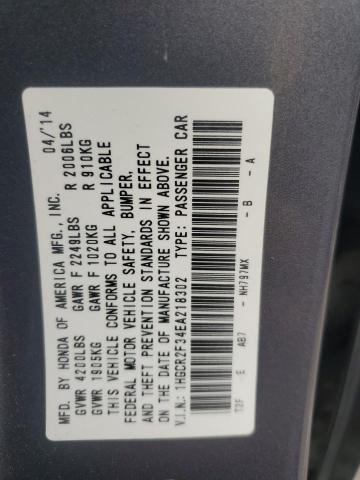 MFD. BY HONDA OF AMERICA MFG., INC. 04/'14
GVWR 4200LBS GAWR F 2249LBS R 2006LBS
GVWR 1905KG GAWR F 1020KG R 910KG
THIS VEHICLE CONFORMS TO ALL APPLICABLE
FEDERAL MOTOR VEHICLE SAFETY, BUMPER,
AND THEFT PREVENTION STANDARDS IN EFFECT
ON THE DATE OF MANUFACTURE SHOWN ABOVE.
V.I.N.: 1HGCR2F34EA218302 TYPE: PASSENGER CAR
T2F E AB7 NH797MX - B - A